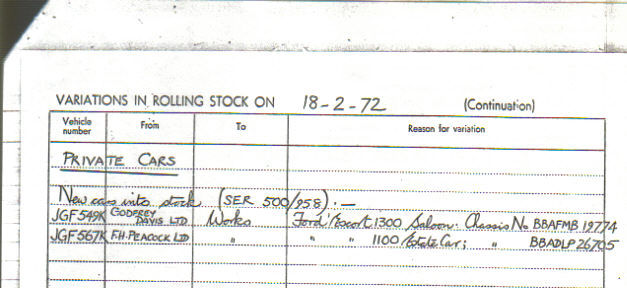 VARIATIONS IN ROLLING STOCK ON 18-2-72 (Continuation)
Vehicle number From To Reason for variation
PRIVATE CARS
New cars into stock (SER 500/958). —
JGF 549K GODFREY DAVIS LTD Works 'Ford' Escort 1300 Saloon. Chassis No BBAFMB 19774
JGF 567K F.H. PEACOCK LD " " " 1100 Estate Car; " BBADLP 26705